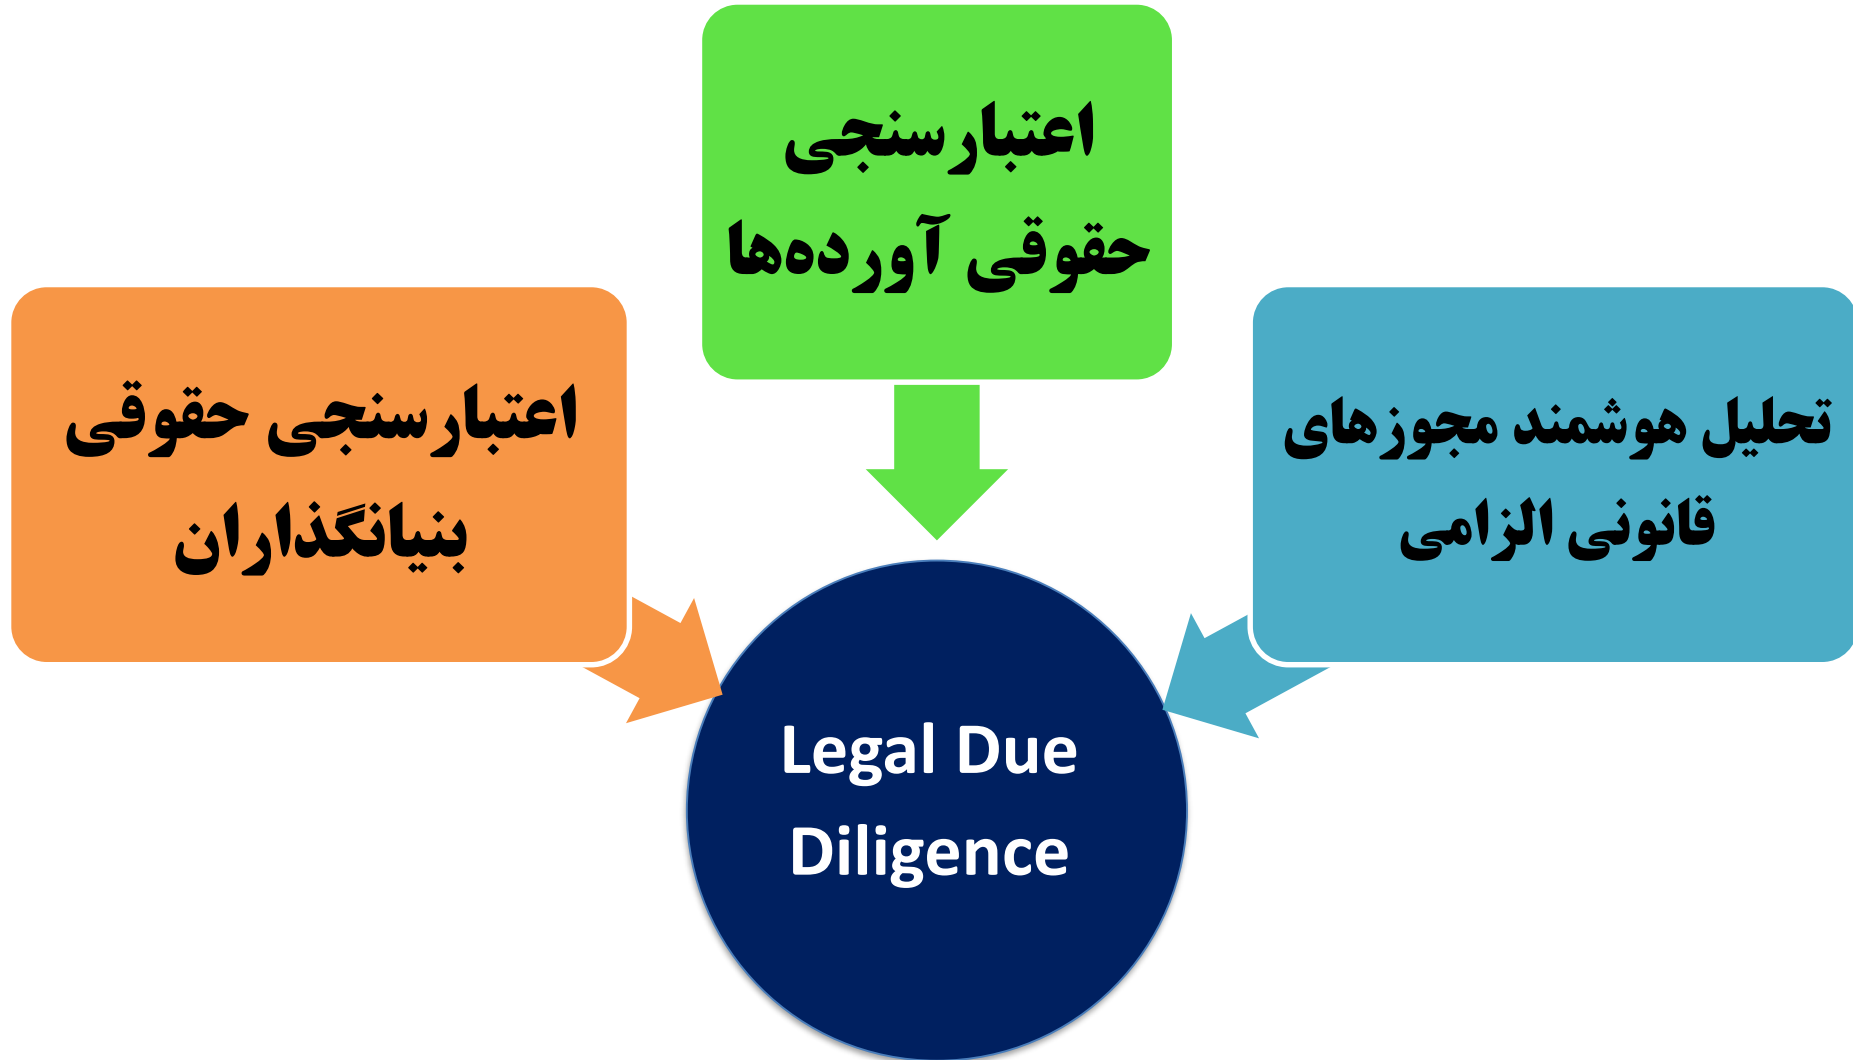 اعتبارسنجی
حقوقی آورده‌ها
تحلیل هوشمند مجوزهای
قانونی الزامی
اعتبارسنجی حقوقی
بنیانگذاران
Legal Due
Diligence